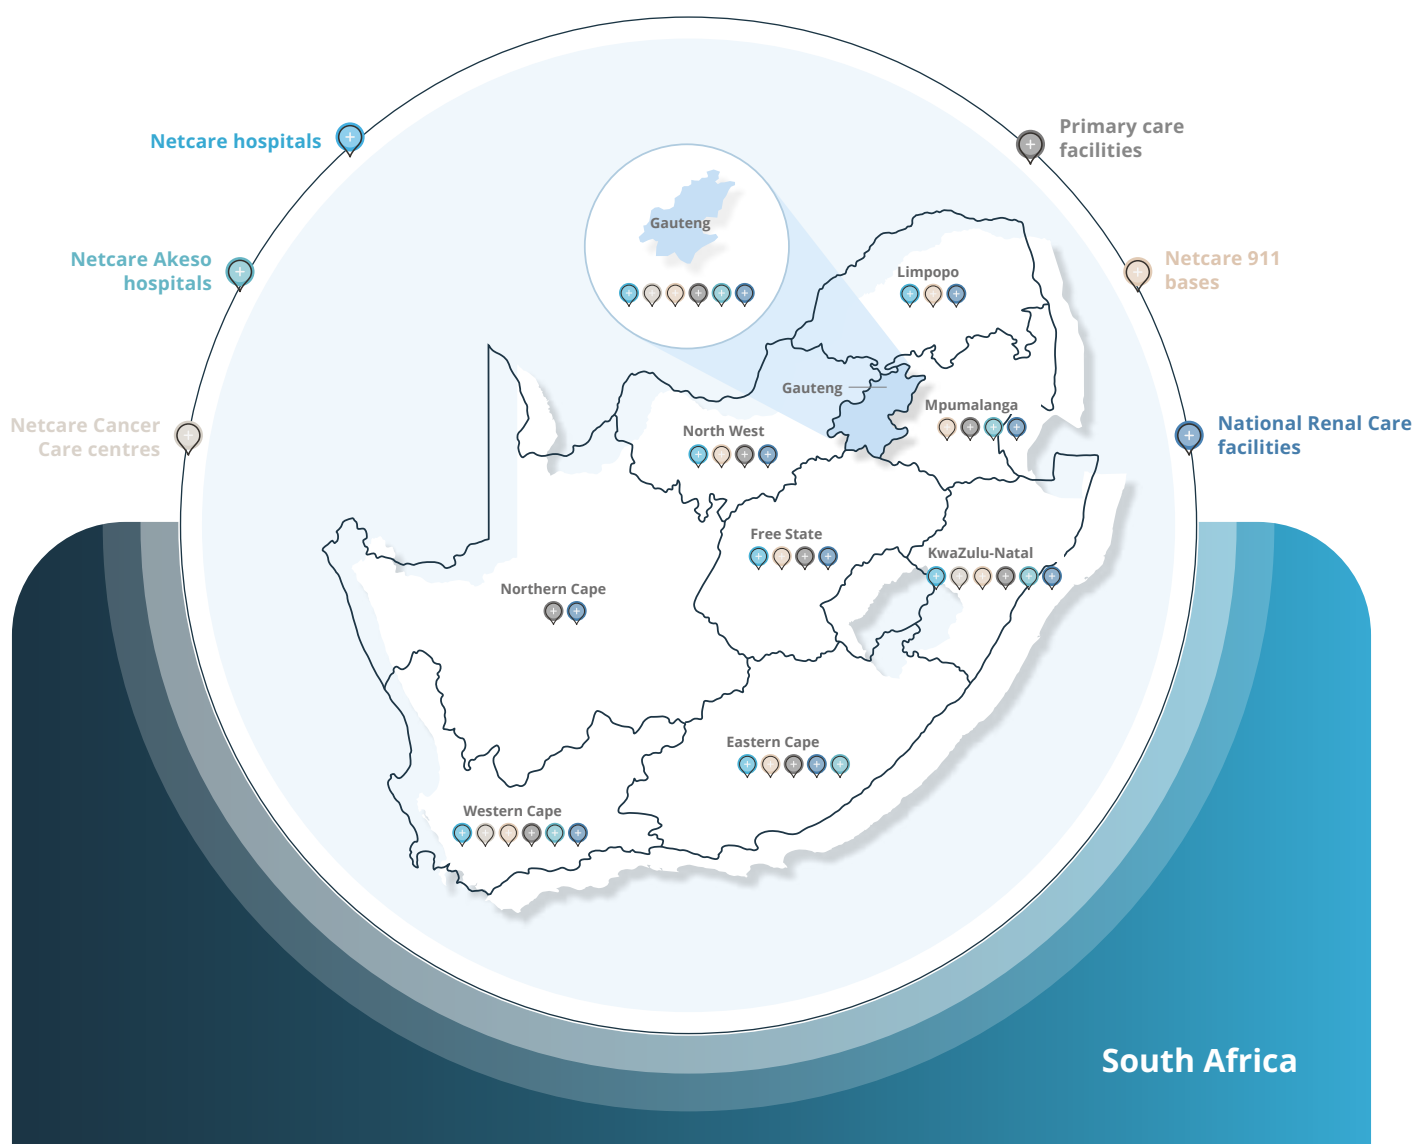 Netcare hospitals
Netcare Akeso
hospitals
Netcare Cancer
Care centres
Primary care
facilities
Netcare 911
bases
National Renal Care
facilities
Gauteng
Limpopo
Gauteng
Mpumalanga
North West
Free State
KwaZulu-Natal
Northern Cape
Eastern Cape
Western Cape
South Africa